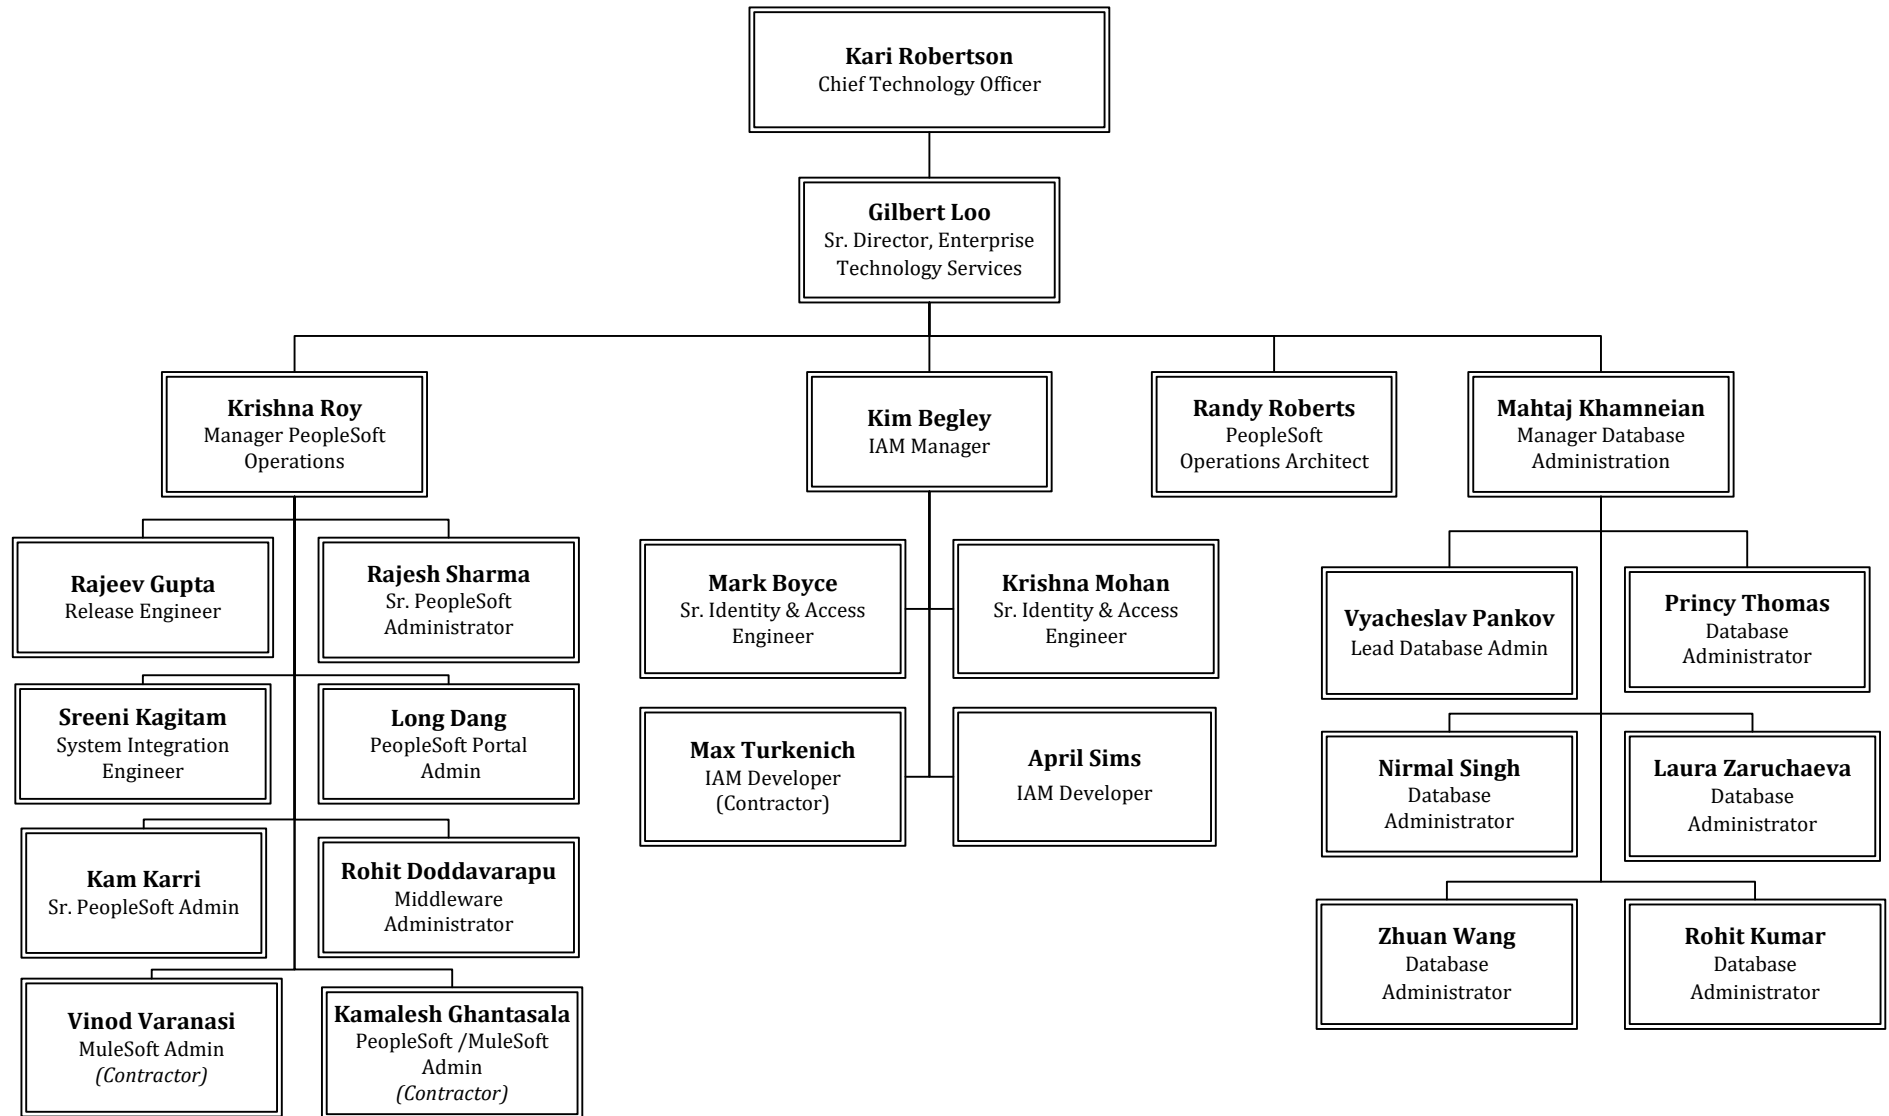 Kari Robertson
Chief Technology Officer
Gilbert Loo
Sr. Director, Enterprise
Technology Services
Krishna Roy
Manager PeopleSoft
Operations
Kim Begley
IAM Manager
Randy Roberts
PeopleSoft
Operations Architect
Mahtaj Khamneian
Manager Database
Administration
Rajeev Gupta
Release Engineer
Rajesh Sharma
Sr. PeopleSoft
Administrator
Sreeni Kagitam
System Integration
Engineer
Long Dang
PeopleSoft Portal
Admin
Kam Karri
Sr. PeopleSoft Admin
Rohit Doddavarapu
Middleware
Administrator
Vinod Varanasi
MuleSoft Admin
(Contractor)
Kamalesh Ghantasala
PeopleSoft /MuleSoft
Admin
(Contractor)
Mark Boyce
Sr. Identity & Access
Engineer
Krishna Mohan
Sr. Identity & Access
Engineer
Max Turkenich
IAM Developer
(Contractor)
April Sims
IAM Developer
Vyacheslav Pankov
Lead Database Admin
Princy Thomas
Database
Administrator
Nirmal Singh
Database
Administrator
Laura Zaruchaeva
Database
Administrator
Zhuan Wang
Database
Administrator
Rohit Kumar
Database
Administrator